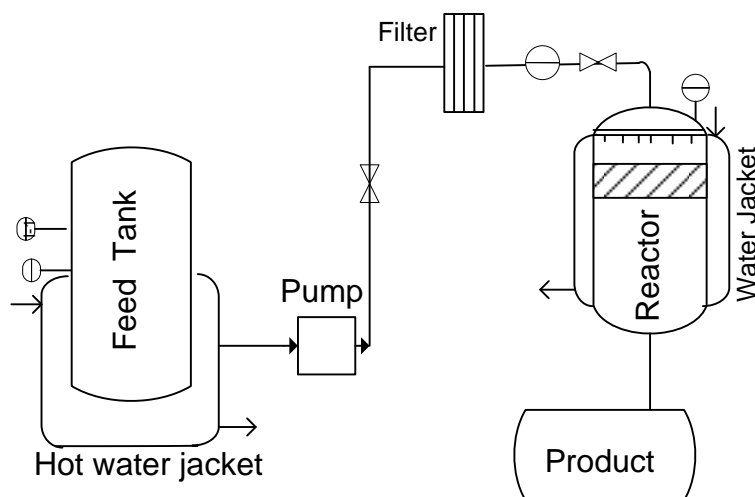 Filter
Feed Tank
Pump
Reactor
Water Jacket
Hot water jacket
Product